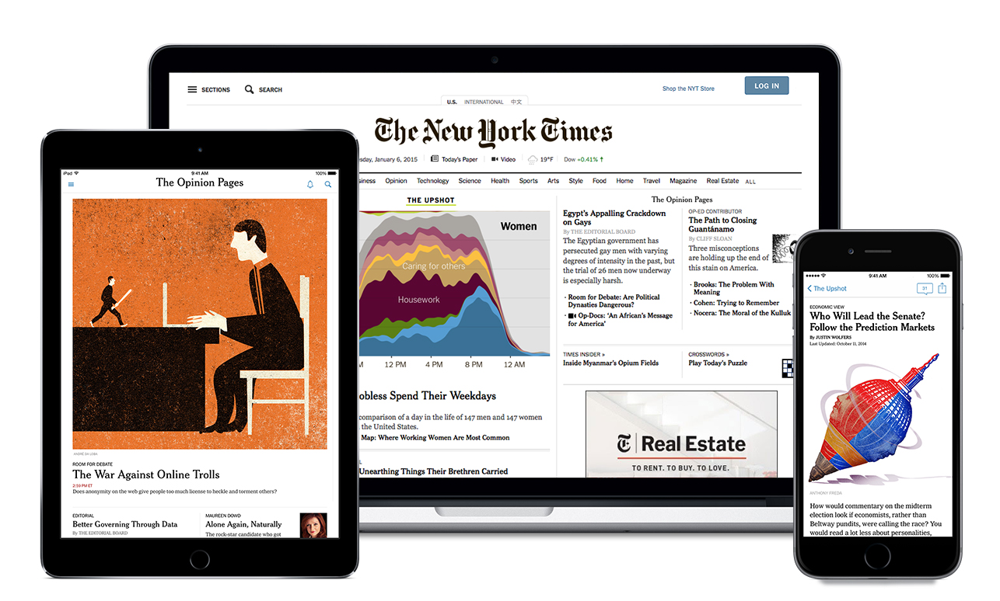 SECTIONS
SEARCH
Shop the NYT Store
LOG IN
U.S. INTERNATIONAL 中文
The New York Times
January 6, 2015 Today's Paper Video 19°F Dow +0.41% ↑
Opinion Technology Science Health Sports Arts Style Food Home Travel Magazine Real Estate ALL
THE UPSHOT
Women
Caring for others
Housework
12 PM 4 PM 8 PM 12 AM
Spend Their Weekdays
comparison of a day in the life of 147 men and 147 women
the United States.
Map: Where Working Women Are Most Common
Unearthing Things Their Brethren Carried
The Opinion Pages
Egypt's Appalling Crackdown
on Gays
By THE EDITORIAL BOARD
The Egyptian government has
persecuted gay men with varying
degrees of intensity in the past, but
the trial of 26 men now underway
is especially harsh.
· Room for Debate: Are Political
Dynasties Dangerous?
· Op-Docs: 'An African's Message
for America'
OP-ED CONTRIBUTOR
The Path to Closing
Guantánamo
By CLIFF SLOAN
Three misconceptions
are holding up the end of
this stain on America.
· Brooks: The Problem With
Meaning
· Cohen: Trying to Remember
· Nocera: The Moral of the Kulluk
TIMES INSIDER »
Inside Myanmar's Opium Fields
CROSSWORDS »
Play Today's Puzzle
T Real Estate
TO RENT. TO BUY. TO LOVE.
iPad 9:41 AM 100%
The Opinion Pages
ANDRE DA LOBA
ROOM FOR DEBATE
The War Against Online Trolls
2:59 PM ET
Does anonymity on the web give people too much license to heckle and torment others?
EDITORIAL
Better Governing Through Data
By THE EDITORIAL BOARD
MAUREEN DOWD
Alone Again, Naturally
The rock-star candidate who got
9:41 AM 100%
The Upshot
31
ECONOMIC VIEW
Who Will Lead the Senate?
Follow the Prediction Markets
By JUSTIN WOLFERS
Last Updated: October 11, 2014
ANTHONY FREDA
How would commentary on the midterm
election look if economists, rather than
Beltway pundits, were calling the race? You
would read a lot less about personalities,